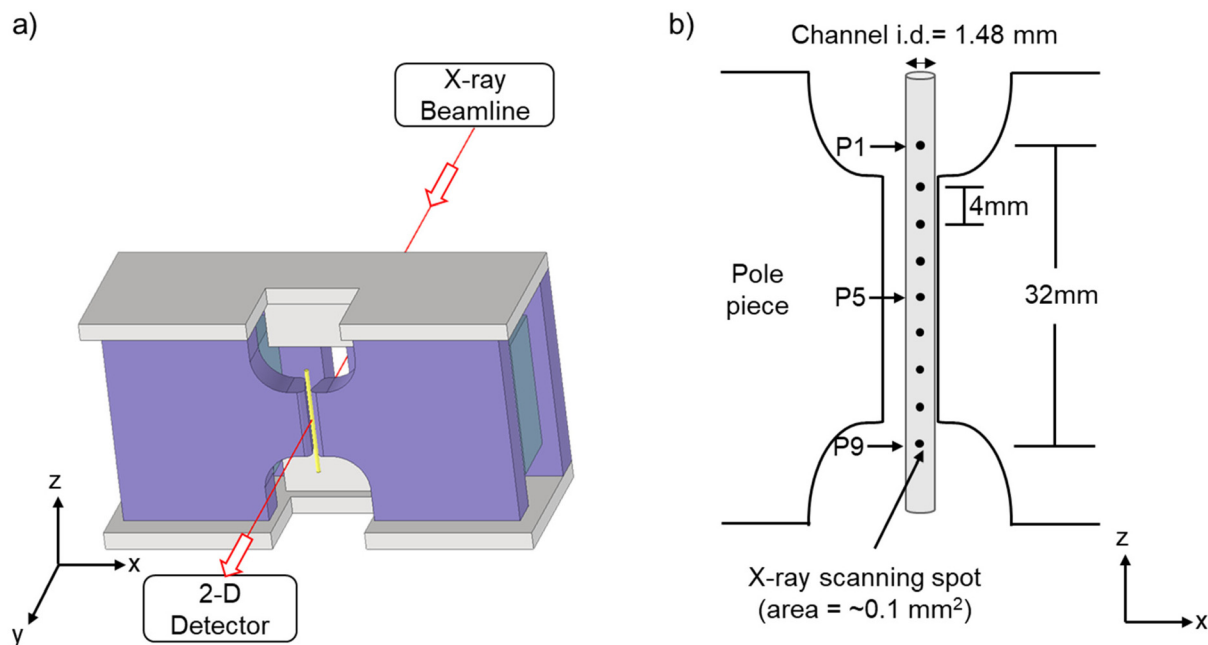 a)
X-ray
Beamline
z
x
y
2-D
Detector
b)
Channel i.d.= 1.48 mm
P1
4mm
Pole
piece
P5
32mm
P9
X-ray scanning spot
(area = ~0.1 mm²)
z
x